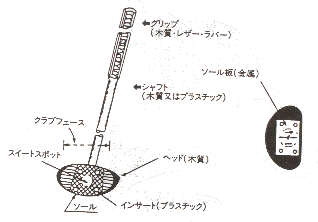 グリップ
(木質・レザー・ラバー)
シャフト
(木質又はプラスチック)
ソール板(金属)
クラブフェース
スイートスポット
ヘッド(木質)
ソール
インサート(プラスチック)